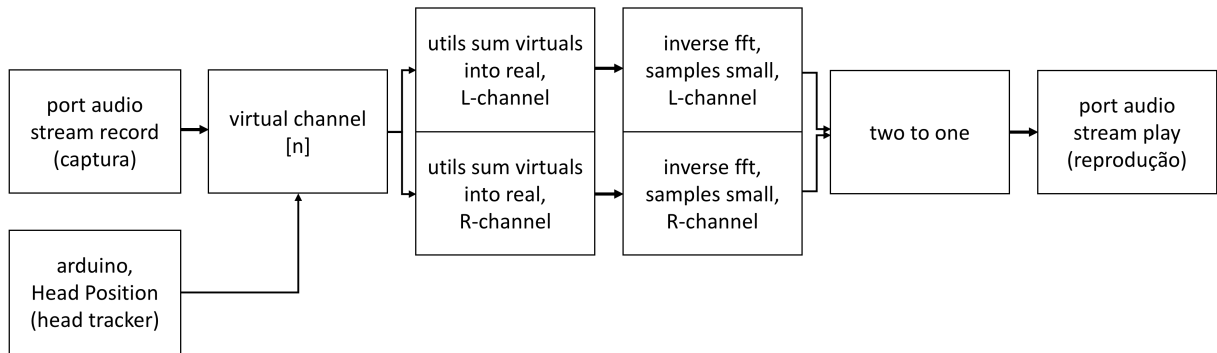 port audio
stream record
(captura)
arduino,
Head Position
(head tracker)
virtual channel
[n]
utils sum virtuals
into real,
L-channel
utils sum virtuals
into real,
R-channel
inverse fft,
samples small,
L-channel
inverse fft,
samples small,
R-channel
two to one
port audio
stream play
(reprodução)